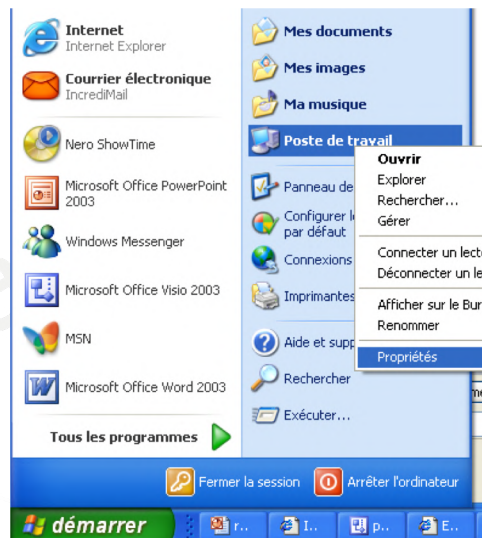 Internet
Internet Explorer
Courrier électronique
IncrediMail
Nero ShowTime
Microsoft Office PowerPoint
2003
Windows Messenger
Microsoft Office Visio 2003
MSN
Microsoft Office Word 2003
Tous les programmes
Mes documents
Mes images
Ma musique
Poste de travail
Panneau de
Configurer l
par défaut
Connexions
Imprimantes
Aide et supp
Rechercher
Exécuter...
Ouvrir
Explorer
Rechercher...
Gérer
Connecter un lect
Déconnecter un le
Afficher sur le Bur
Renommer
Propriétés
Fermer la session
Arrêter l'ordinateur
démarrer
r..
I..
p..
E..